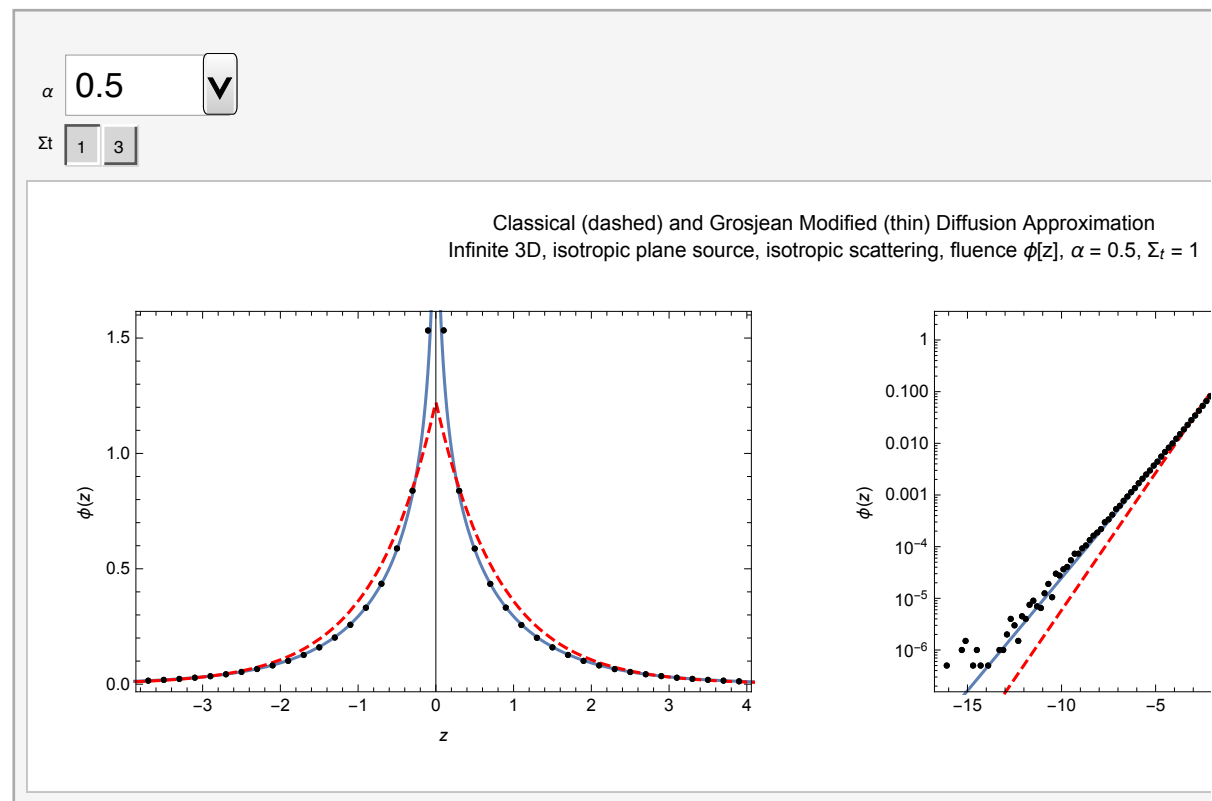 α 0.5
Σt 1 3
Classical (dashed) and Grosjean Modified (thin) Diffusion Approximation
Infinite 3D, isotropic plane source, isotropic scattering, fluence ϕ[z], α = 0.5, Σₜ = 1
1.5
1.0
0.5
0.0
ϕ(z)
−3 −2 −1 0 1 2 3 4
z
1
0.100
0.010
0.001
10⁻⁴
10⁻⁵
10⁻⁶
ϕ(z)
−15 −10 −5